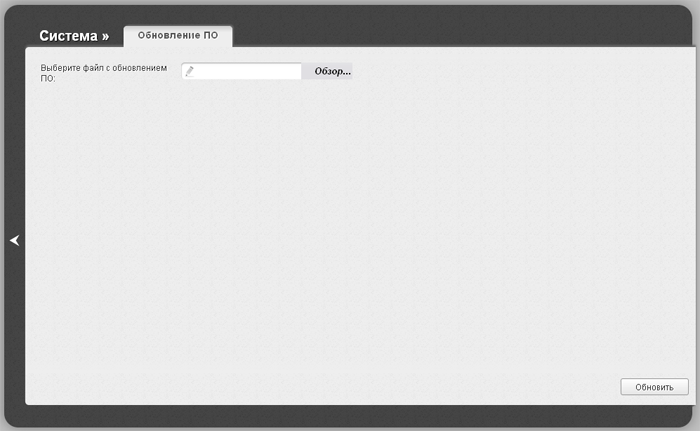 Система »
Обновление ПО
Выберите файл с обновлением
ПО:
Обзор...
Обновить